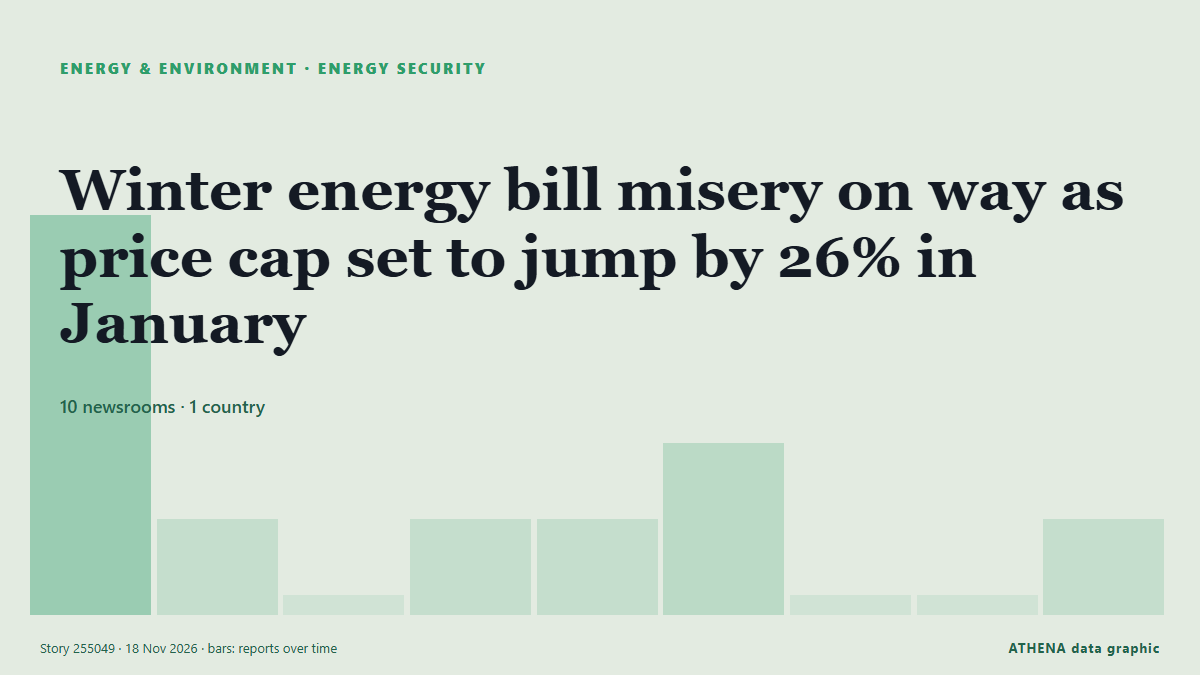 ENERGY & ENVIRONMENT · ENERGY SECURITY
Winter energy bill misery on way as
price cap set to jump by 26% in
January
10 newsrooms · 1 country
Story 255049 · 18 Nov 2026 · bars: reports over time
ATHENA data graphic